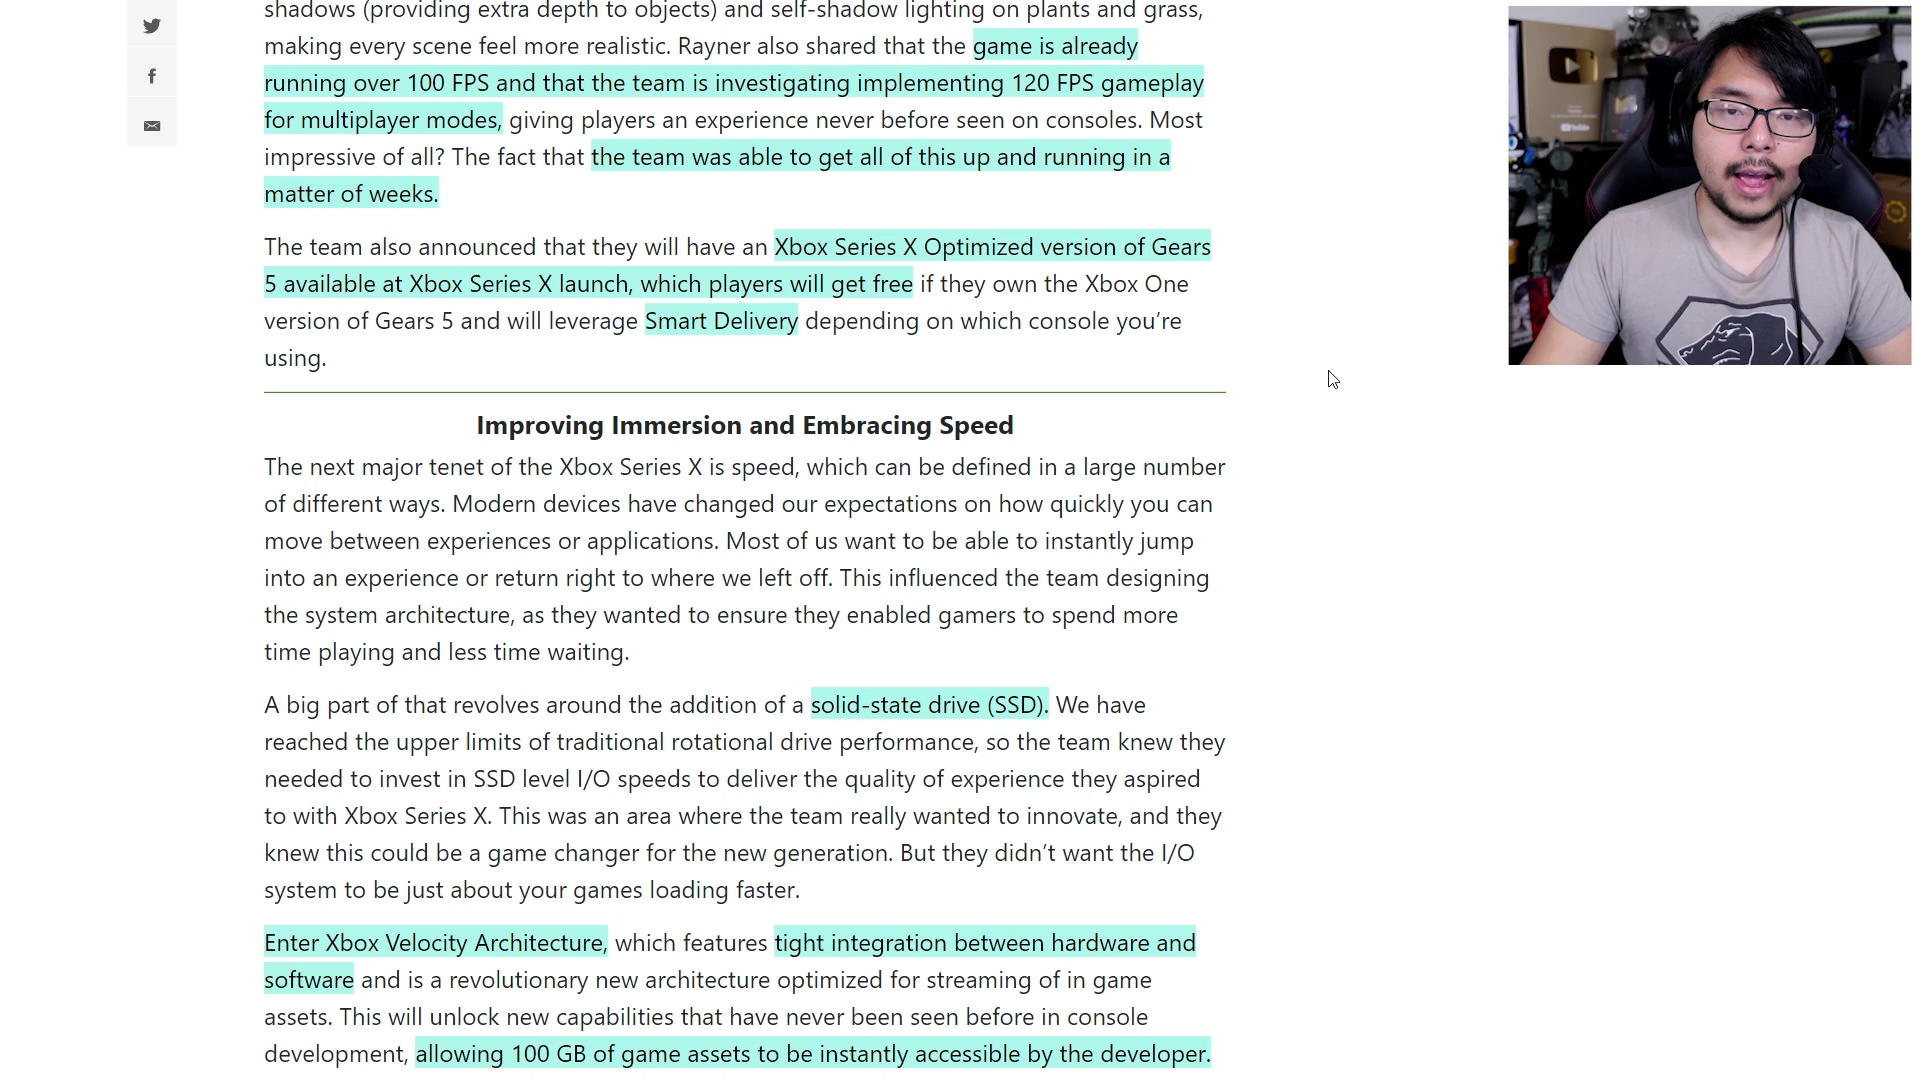 shadows (providing extra depth to objects) and self-shadow lighting on plants and grass,
making every scene feel more realistic. Rayner also shared that the game is already
running over 100 FPS and that the team is investigating implementing 120 FPS gameplay
for multiplayer modes, giving players an experience never before seen on consoles. Most
impressive of all? The fact that the team was able to get all of this up and running in a
matter of weeks.
The team also announced that they will have an Xbox Series X Optimized version of Gears
5 available at Xbox Series X launch, which players will get free if they own the Xbox One
version of Gears 5 and will leverage Smart Delivery depending on which console you’re
using.
Improving Immersion and Embracing Speed
The next major tenet of the Xbox Series X is speed, which can be defined in a large number
of different ways. Modern devices have changed our expectations on how quickly you can
move between experiences or applications. Most of us want to be able to instantly jump
into an experience or return right to where we left off. This influenced the team designing
the system architecture, as they wanted to ensure they enabled gamers to spend more
time playing and less time waiting.
A big part of that revolves around the addition of a solid-state drive (SSD). We have
reached the upper limits of traditional rotational drive performance, so the team knew they
needed to invest in SSD level I/O speeds to deliver the quality of experience they aspired
to with Xbox Series X. This was an area where the team really wanted to innovate, and they
knew this could be a game changer for the new generation. But they didn’t want the I/O
system to be just about your games loading faster.
Enter Xbox Velocity Architecture, which features tight integration between hardware and
software and is a revolutionary new architecture optimized for streaming of in game
assets. This will unlock new capabilities that have never been seen before in console
development, allowing 100 GB of game assets to be instantly accessible by the developer.